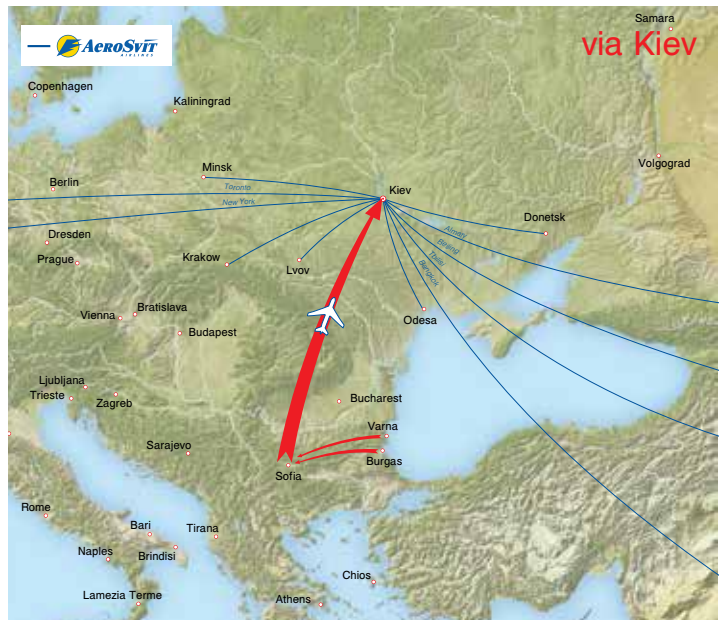 AEROSVIT
AIRLINES
via Kiev
Samara
Copenhagen
Kaliningrad
Volgograd
Minsk
Berlin
Toronto
Kiev
New York
Donetsk
Dresden
Almaty
Beijing
Tbilisi
Bangkok
Prague
Krakow
Lvov
Bratislava
Vienna
Odesa
Budapest
Ljubljana
Trieste
Zagreb
Bucharest
Varna
Sarajevo
Burgas
Sofia
Rome
Bari
Tirana
Naples
Brindisi
Chios
Lamezia Terme
Athens